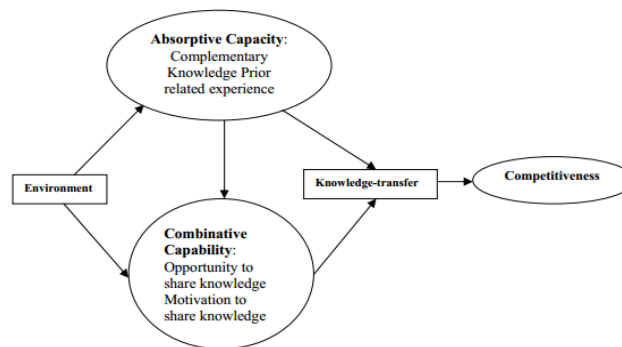 Absorptive Capacity:
Complementary
Knowledge Prior
related experience
Environment
Knowledge-transfer
Competitiveness
Combinative
Capability:
Opportunity to
share knowledge
Motivation to
share knowledge